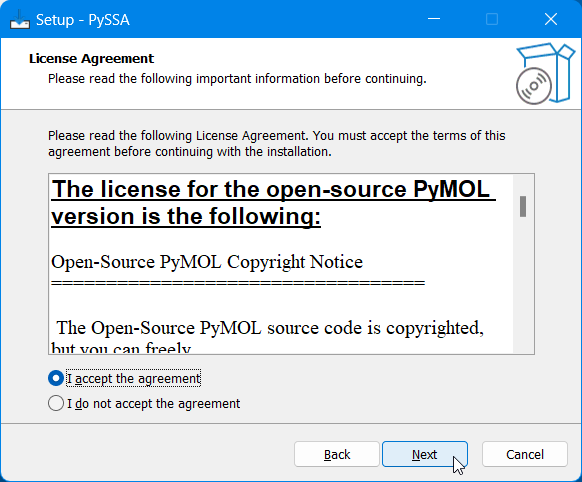 Setup - PySSA
License Agreement
Please read the following important information before continuing.
Please read the following License Agreement. You must accept the terms of this
agreement before continuing with the installation.
The license for the open-source PyMOL
version is the following:
Open-Source PyMOL Copyright Notice
==================================
The Open-Source PyMOL source code is copyrighted,
but you can freely
I accept the agreement
I do not accept the agreement
Back
Next
Cancel